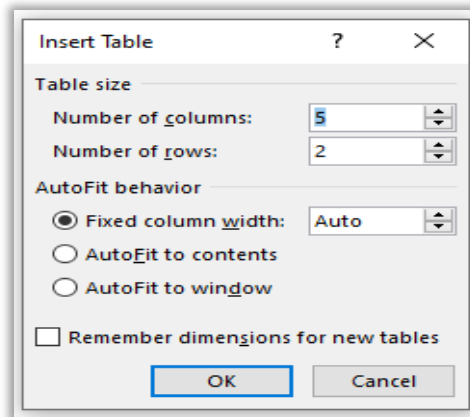 Insert Table ? ×
Table size
Number of columns: 5
Number of rows: 2
AutoFit behavior
Fixed column width: Auto
AutoFit to contents
AutoFit to window
Remember dimensions for new tables
OK Cancel